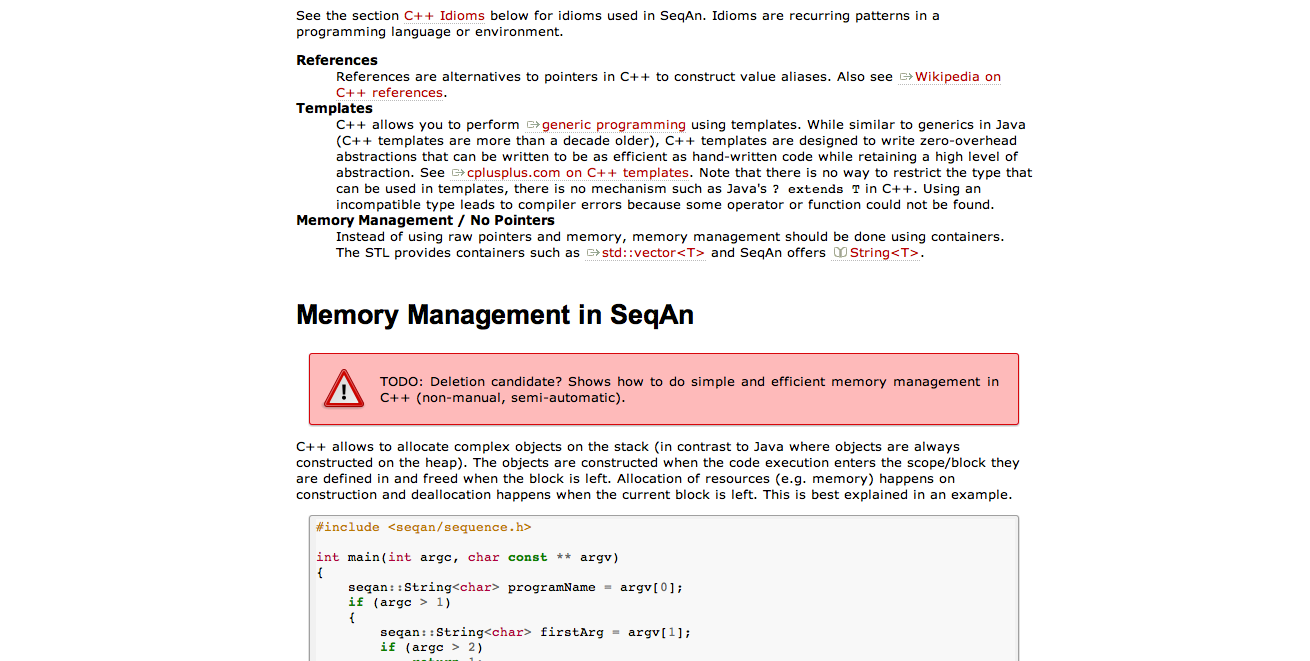 See the section C++ Idioms below for idioms used in SeqAn. Idioms are recurring patterns in a
programming language or environment.
References
References are alternatives to pointers in C++ to construct value aliases. Also see Wikipedia on
C++ references.
Templates
C++ allows you to perform generic programming using templates. While similar to generics in Java
(C++ templates are more than a decade older), C++ templates are designed to write zero-overhead
abstractions that can be written to be as efficient as hand-written code while retaining a high level of
abstraction. See cplusplus.com on C++ templates. Note that there is no way to restrict the type that
can be used in templates, there is no mechanism such as Java's ? extends T in C++. Using an
incompatible type leads to compiler errors because some operator or function could not be found.
Memory Management / No Pointers
Instead of using raw pointers and memory, memory management should be done using containers.
The STL provides containers such as std::vector<T> and SeqAn offers String<T>.
Memory Management in SeqAn
TODO: Deletion candidate? Shows how to do simple and efficient memory management in
C++ (non-manual, semi-automatic).
C++ allows to allocate complex objects on the stack (in contrast to Java where objects are always
constructed on the heap). The objects are constructed when the code execution enters the scope/block they
are defined in and freed when the block is left. Allocation of resources (e.g. memory) happens on
construction and deallocation happens when the current block is left. This is best explained in an example.
#include <seqan/sequence.h>
int main(int argc, char const ** argv)
{
seqan::String<char> programName = argv[0];
if (argc > 1)
{
seqan::String<char> firstArg = argv[1];
if (argc > 2)